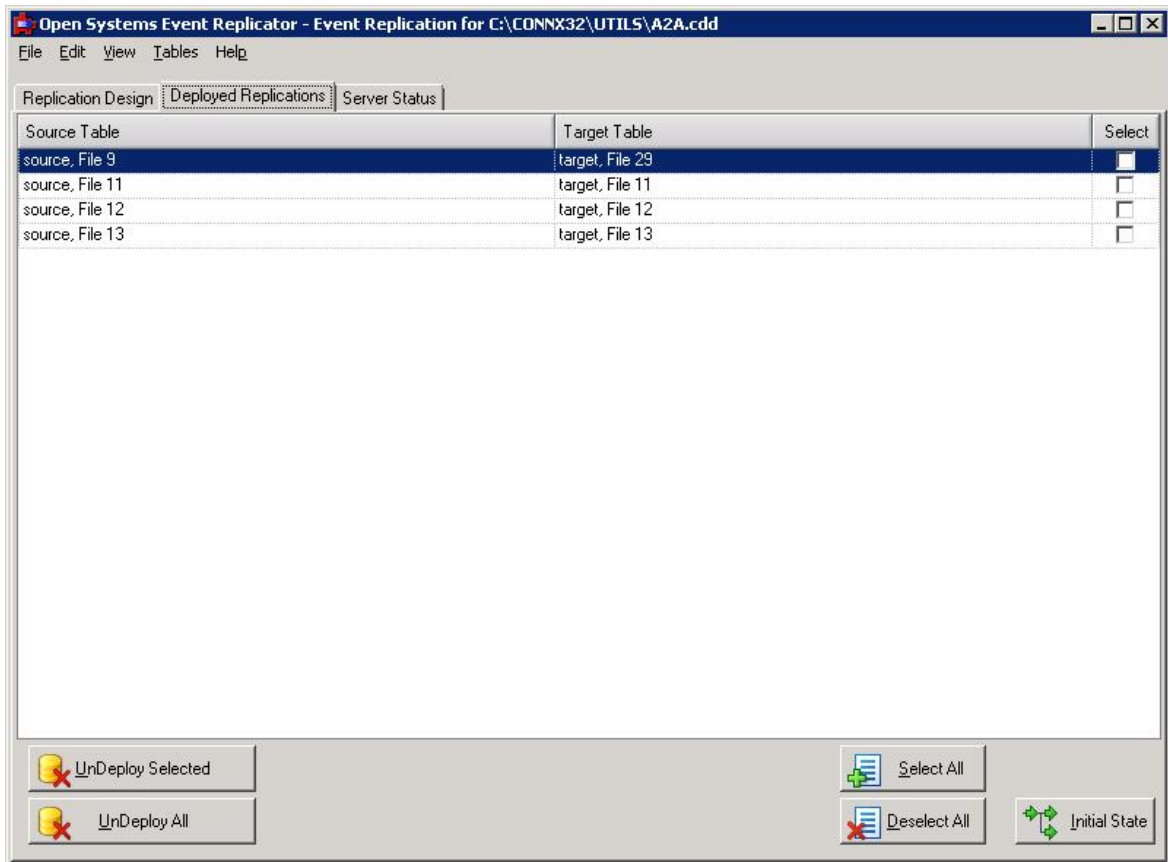 Open Systems Event Replicator - Event Replication for C:\CONNX32\UTILS\A2A.cdd
File Edit View Tables Help
Replication Design Deployed Replications Server Status
Source Table Target Table Select
source, File 9 target, File 29
source, File 11 target, File 11
source, File 12 target, File 12
source, File 13 target, File 13
UnDeploy Selected Select All
UnDeploy All Deselect All Initial State